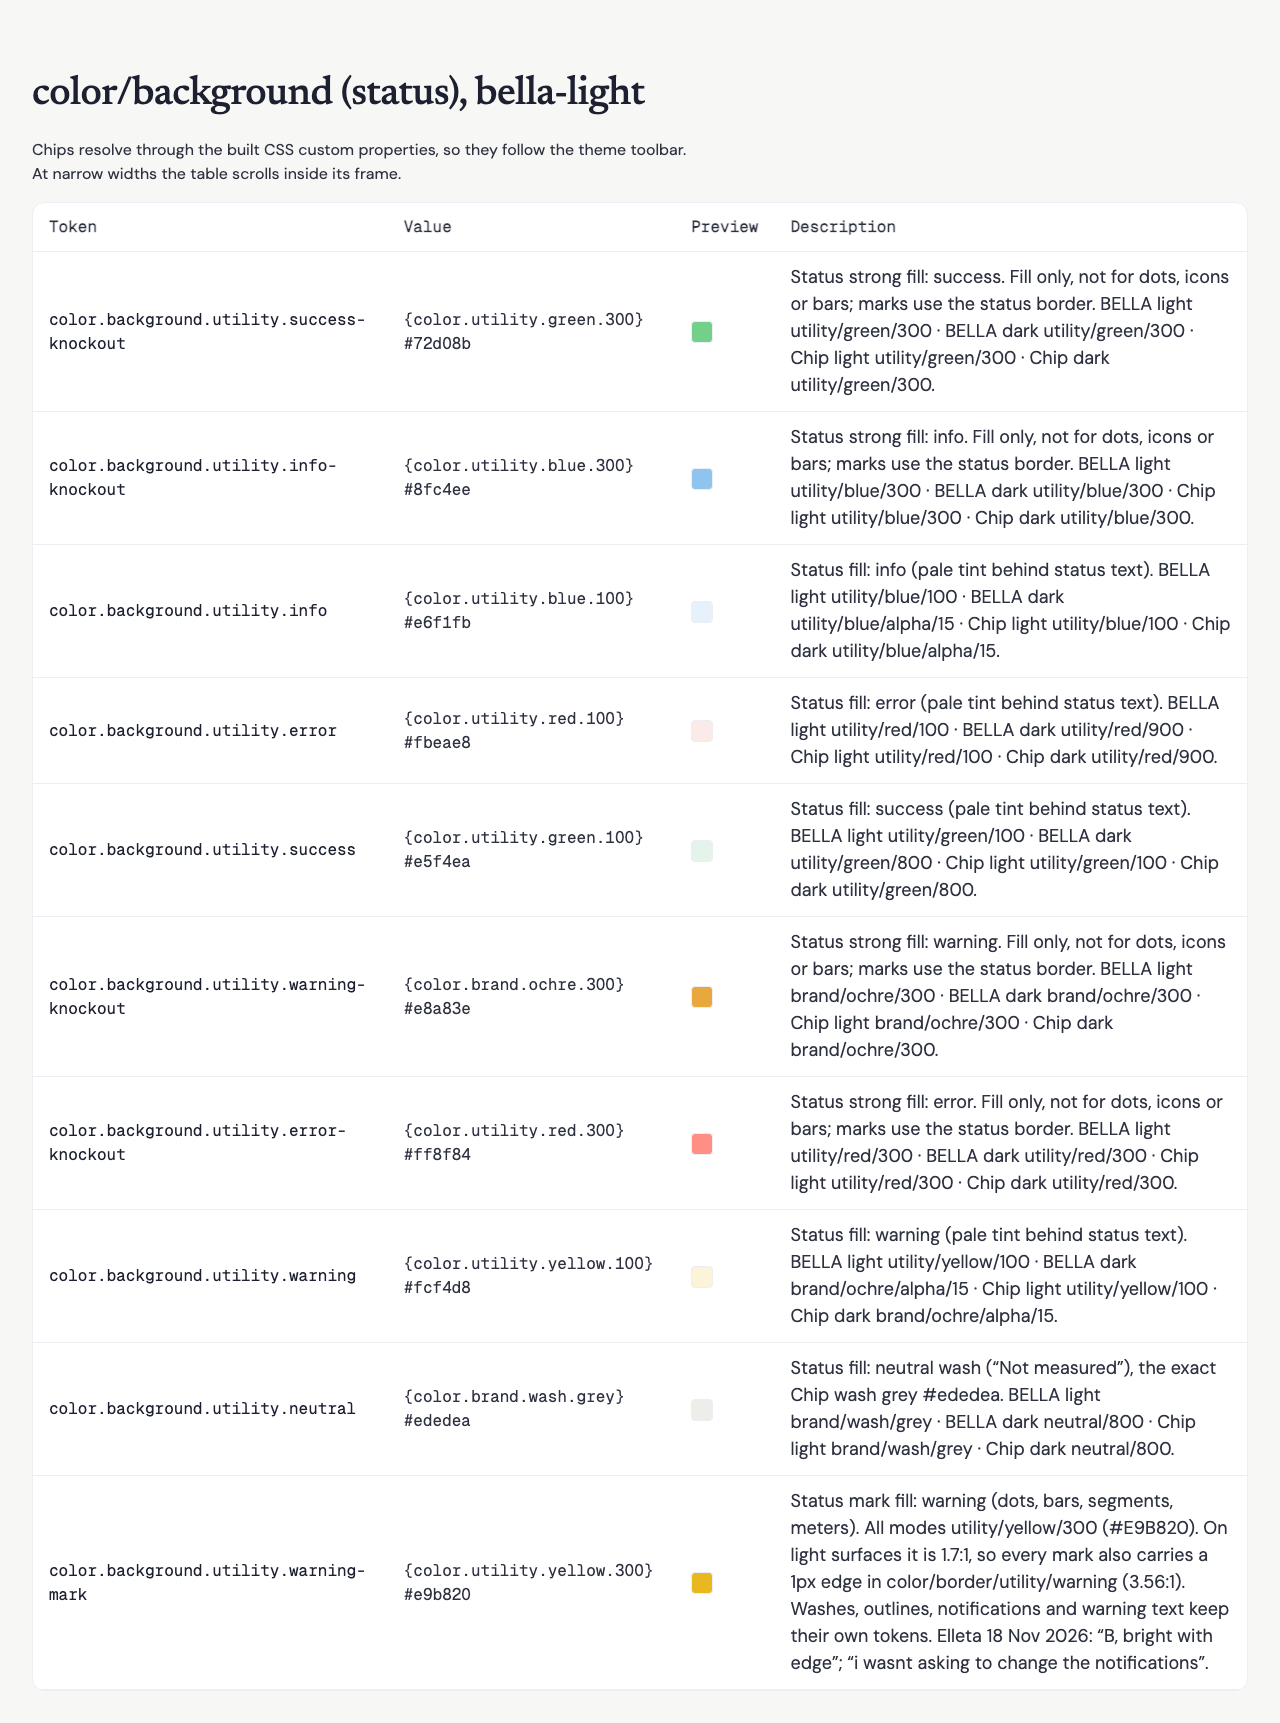 color/background (status), bella-light
Chips resolve through the built CSS custom properties, so they follow the theme toolbar.
At narrow widths the table scrolls inside its frame.
Token Value Preview Description
color.background.utility.success-
knockout
{color.utility.green.300}
#72d08b
Status strong fill: success. Fill only, not for dots, icons
or bars; marks use the status border. BELLA light
utility/green/300 · BELLA dark utility/green/300 ·
Chip light utility/green/300 · Chip dark
utility/green/300.
color.background.utility.info-
knockout
{color.utility.blue.300}
#8fc4ee
Status strong fill: info. Fill only, not for dots, icons or
bars; marks use the status border. BELLA light
utility/blue/300 · BELLA dark utility/blue/300 · Chip
light utility/blue/300 · Chip dark utility/blue/300.
color.background.utility.info
{color.utility.blue.100}
#e6f1fb
Status fill: info (pale tint behind status text). BELLA
light utility/blue/100 · BELLA dark
utility/blue/alpha/15 · Chip light utility/blue/100 · Chip
dark utility/blue/alpha/15.
color.background.utility.error
{color.utility.red.100}
#fbeae8
Status fill: error (pale tint behind status text). BELLA
light utility/red/100 · BELLA dark utility/red/900 ·
Chip light utility/red/100 · Chip dark utility/red/900.
color.background.utility.success
{color.utility.green.100}
#e5f4ea
Status fill: success (pale tint behind status text).
BELLA light utility/green/100 · BELLA dark
utility/green/800 · Chip light utility/green/100 · Chip
dark utility/green/800.
color.background.utility.warning-
knockout
{color.brand.ochre.300}
#e8a83e
Status strong fill: warning. Fill only, not for dots, icons
or bars; marks use the status border. BELLA light
brand/ochre/300 · BELLA dark brand/ochre/300 ·
Chip light brand/ochre/300 · Chip dark
brand/ochre/300.
color.background.utility.error-
knockout
{color.utility.red.300}
#ff8f84
Status strong fill: error. Fill only, not for dots, icons or
bars; marks use the status border. BELLA light
utility/red/300 · BELLA dark utility/red/300 · Chip
light utility/red/300 · Chip dark utility/red/300.
color.background.utility.warning
{color.utility.yellow.100}
#fcf4d8
Status fill: warning (pale tint behind status text).
BELLA light utility/yellow/100 · BELLA dark
brand/ochre/alpha/15 · Chip light utility/yellow/100 ·
Chip dark brand/ochre/alpha/15.
color.background.utility.neutral
{color.brand.wash.grey}
#ededea
Status fill: neutral wash (“Not measured”), the exact
Chip wash grey #ededea. BELLA light
brand/wash/grey · BELLA dark neutral/800 · Chip
light brand/wash/grey · Chip dark neutral/800.
color.background.utility.warning-
mark
{color.utility.yellow.300}
#e9b820
Status mark fill: warning (dots, bars, segments,
meters). All modes utility/yellow/300 (#E9B820). On
light surfaces it is 1.7:1, so every mark also carries a
1px edge in color/border/utility/warning (3.56:1).
Washes, outlines, notifications and warning text keep
their own tokens. Elleta 18 Nov 2026: “B, bright with
edge”; “i wasnt asking to change the notifications”.